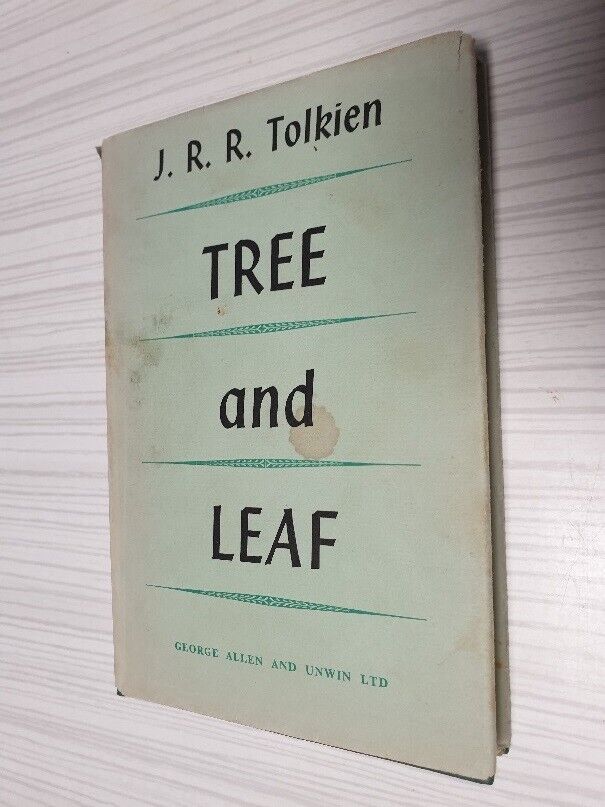 J. R. R. Tolkien
TREE
and
LEAF
GEORGE ALLEN AND UNWIN LTD